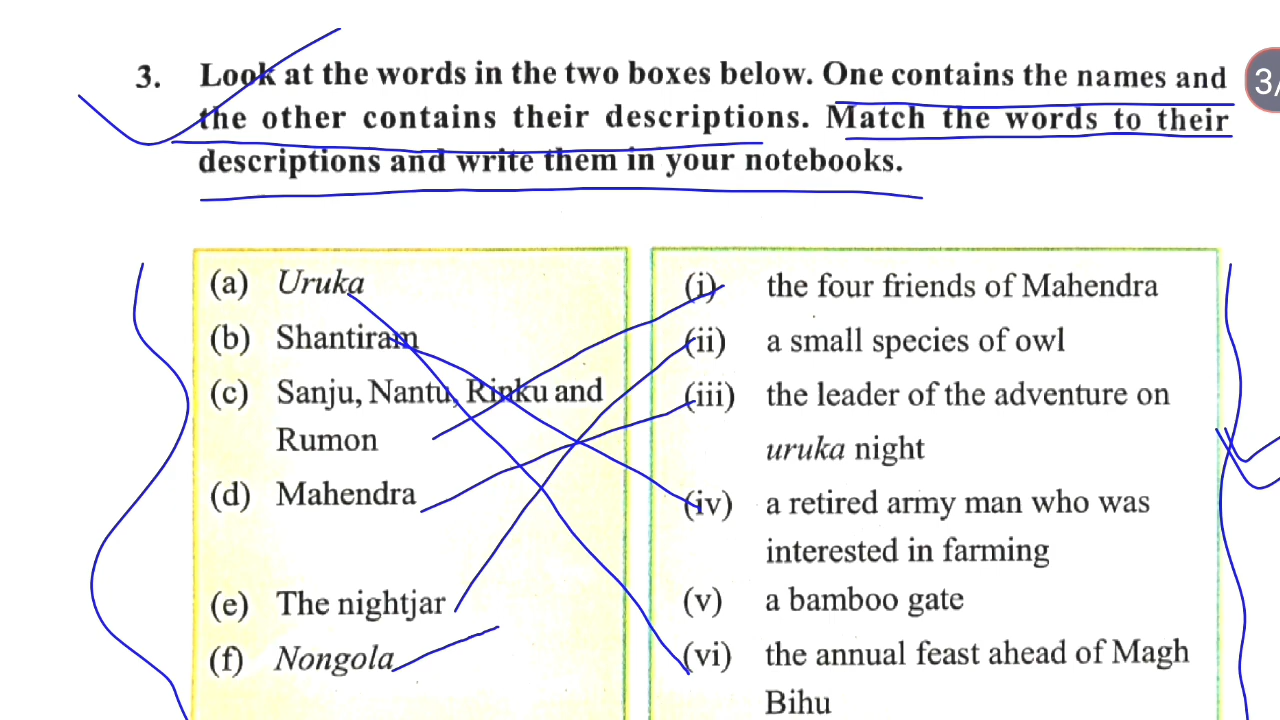 3. Look at the words in the two boxes below. One contains the names and
the other contains their descriptions. Match the words to their
descriptions and write them in your notebooks.
3/
(a) Uruka
(b) Shantiram
(c) Sanju, Nantu, Rinku and
Rumon
(d) Mahendra
(e) The nightjar
(f) Nongola
(i) the four friends of Mahendra
(ii) a small species of owl
(iii) the leader of the adventure on
uruka night
(iv) a retired army man who was
interested in farming
(v) a bamboo gate
(vi) the annual feast ahead of Magh
Bihu